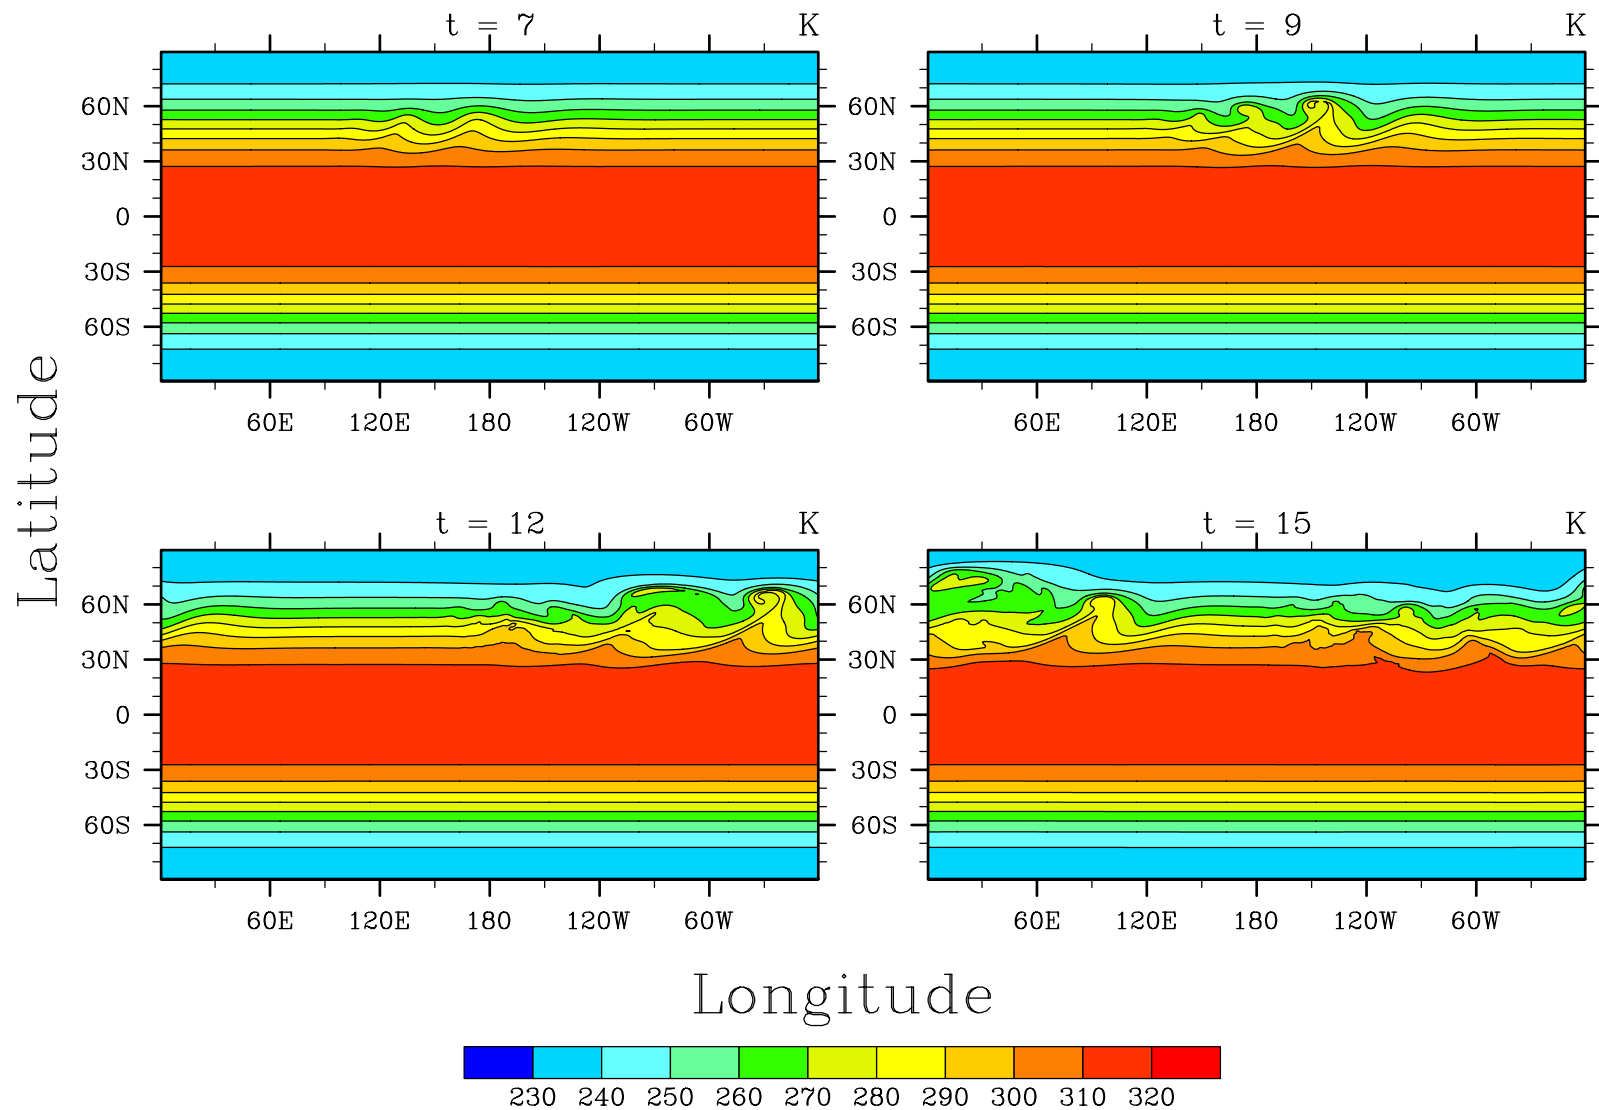 t = 7 K
t = 9 K
60N
30N
0
30S
60S
60N
30N
0
30S
60S
60E 120E 180 120W 60W
60E 120E 180 120W 60W
Latitude
t = 12 K
t = 15 K
60N
30N
0
30S
60S
60N
30N
0
30S
60S
60E 120E 180 120W 60W
60E 120E 180 120W 60W
Longitude
230 240 250 260 270 280 290 300 310 320